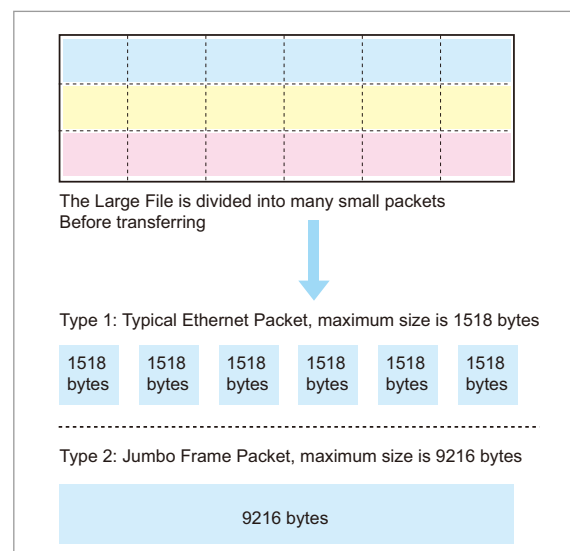 The Large File is divided into many small packets
Before transferring
Type 1: Typical Ethernet Packet, maximum size is 1518 bytes
1518 1518 1518 1518 1518 1518
bytes bytes bytes bytes bytes bytes
Type 2: Jumbo Frame Packet, maximum size is 9216 bytes
9216 bytes